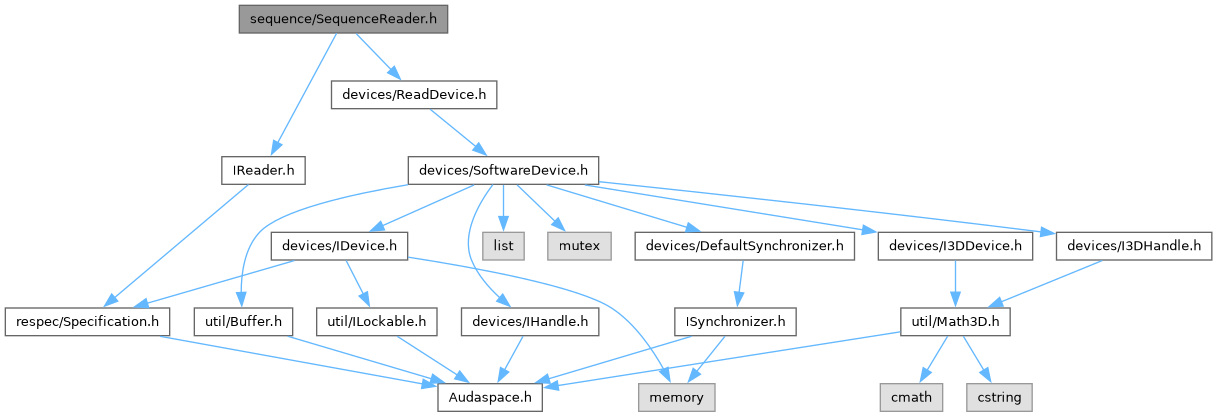 sequence/SequenceReader.h
devices/ReadDevice.h
IReader.h
devices/SoftwareDevice.h
devices/IDevice.h
list
mutex
devices/DefaultSynchronizer.h
devices/I3DDevice.h
devices/I3DHandle.h
respec/Specification.h
util/Buffer.h
util/ILockable.h
devices/IHandle.h
ISynchronizer.h
util/Math3D.h
Audaspace.h
memory
cmath
cstring